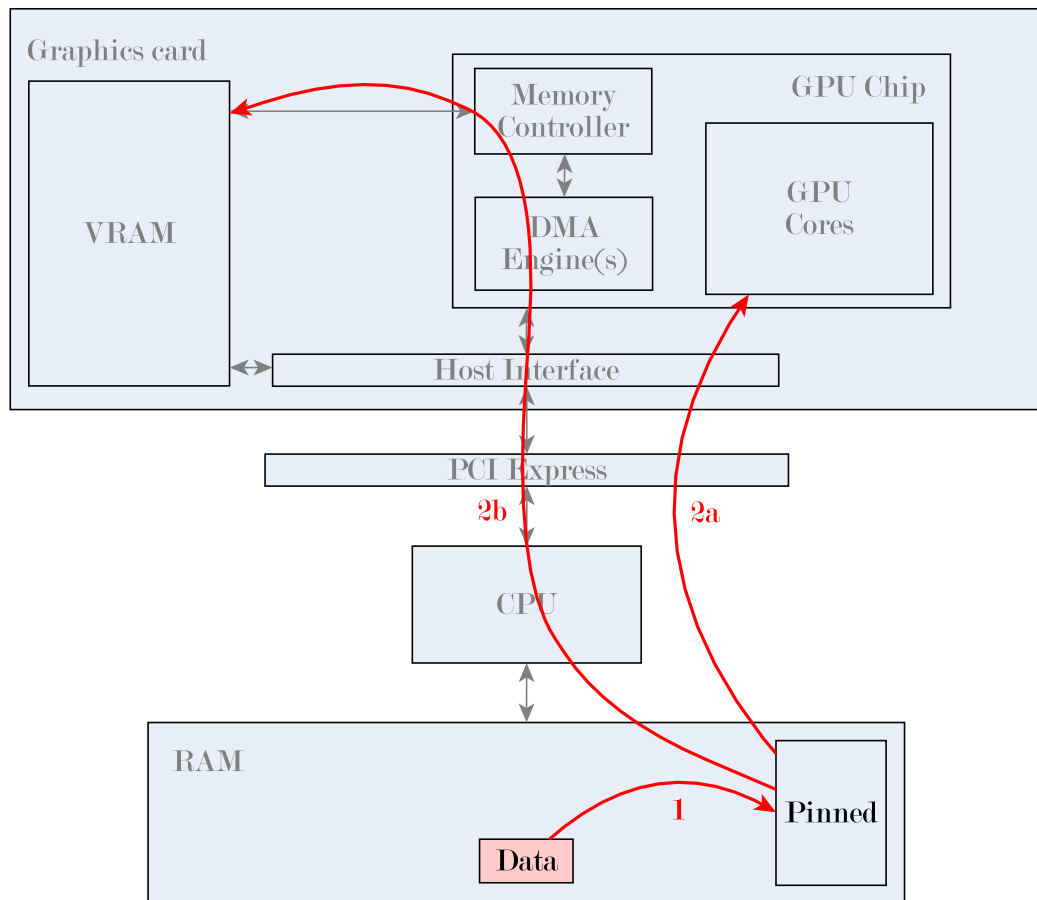 Graphics card
GPU Chip
Memory
Controller
GPU
Cores
VRAM
DMA
Engine(s)
Host Interface
PCI Express
2b
2a
CPU
RAM
1
Pinned
Data